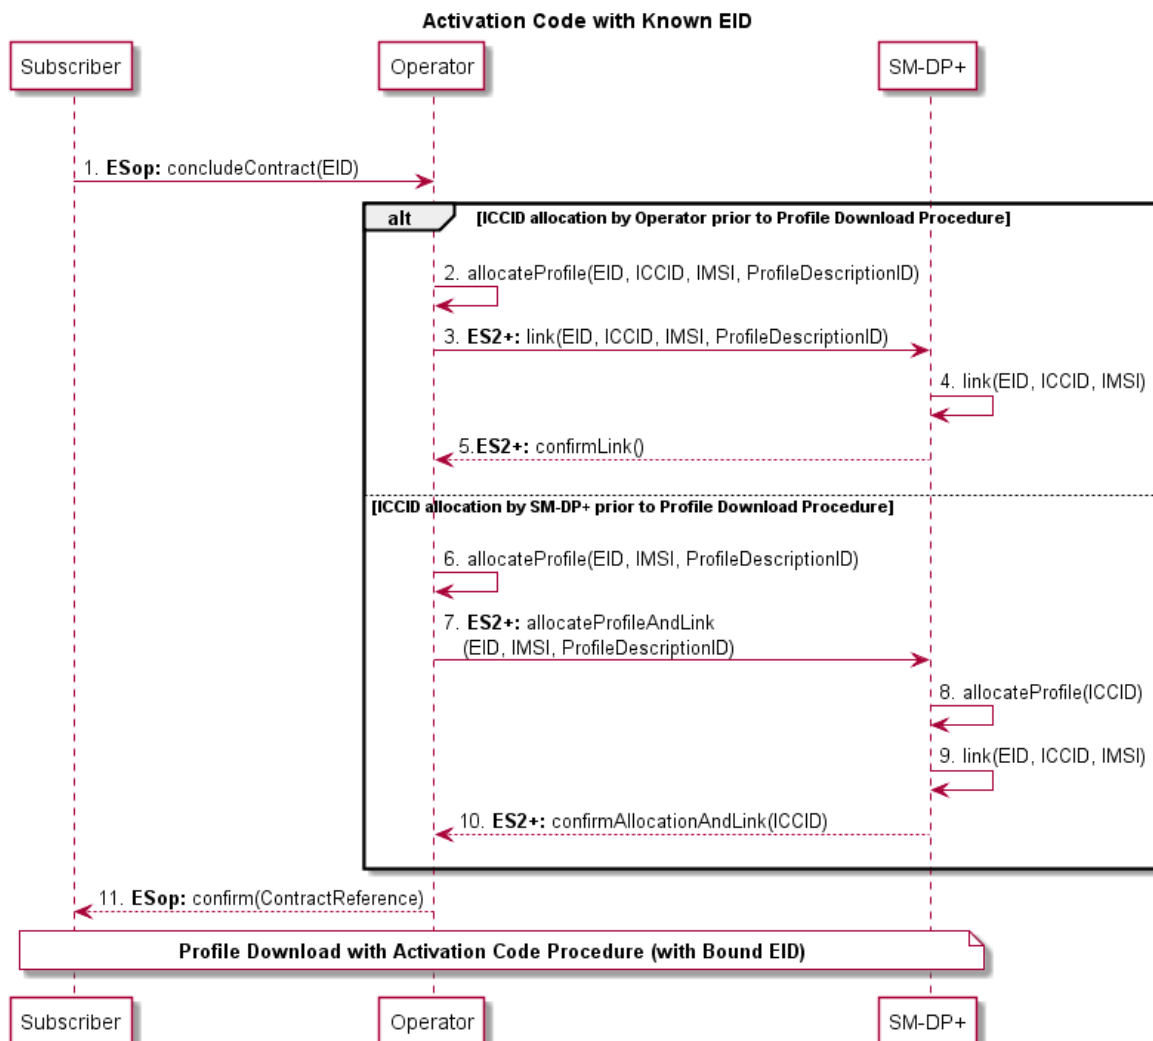 Activation Code with Known EID
Subscriber
Operator
SM-DP+
1. ESop: concludeContract(EID)
alt
[ICCID allocation by Operator prior to Profile Download Procedure]
2. allocateProfile(EID, ICCID, IMSI, ProfileDescriptionID)
3. ES2+: link(EID, ICCID, IMSI, ProfileDescriptionID)
4. link(EID, ICCID, IMSI)
5.ES2+: confirmLink()
[ICCID allocation by SM-DP+ prior to Profile Download Procedure]
6. allocateProfile(EID, IMSI, ProfileDescriptionID)
7. ES2+: allocateProfileAndLink
(EID, IMSI, ProfileDescriptionID)
8. allocateProfile(ICCID)
9. link(EID, ICCID, IMSI)
10. ES2+: confirmAllocationAndLink(ICCID)
11. ESop: confirm(ContractReference)
Profile Download with Activation Code Procedure (with Bound EID)
Subscriber
Operator
SM-DP+